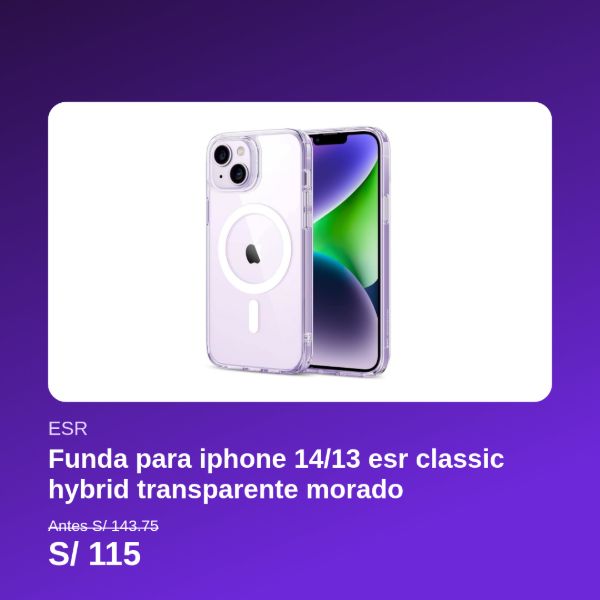 ESR
Funda para iphone 14/13 esr classic
hybrid transparente morado
Antes S/ 143.75
S/ 115